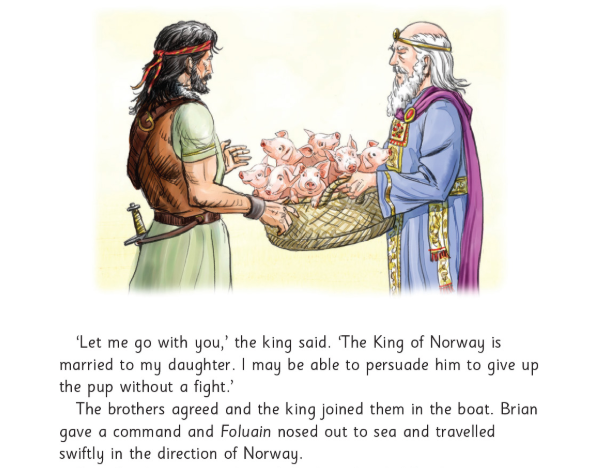 ‘Let me go with you,’ the king said. ‘The King of Norway is
married to my daughter. I may be able to persuade him to give up
the pup without a fight.’
The brothers agreed and the king joined them in the boat. Brian
gave a command and Foluain nosed out to sea and travelled
swiftly in the direction of Norway.